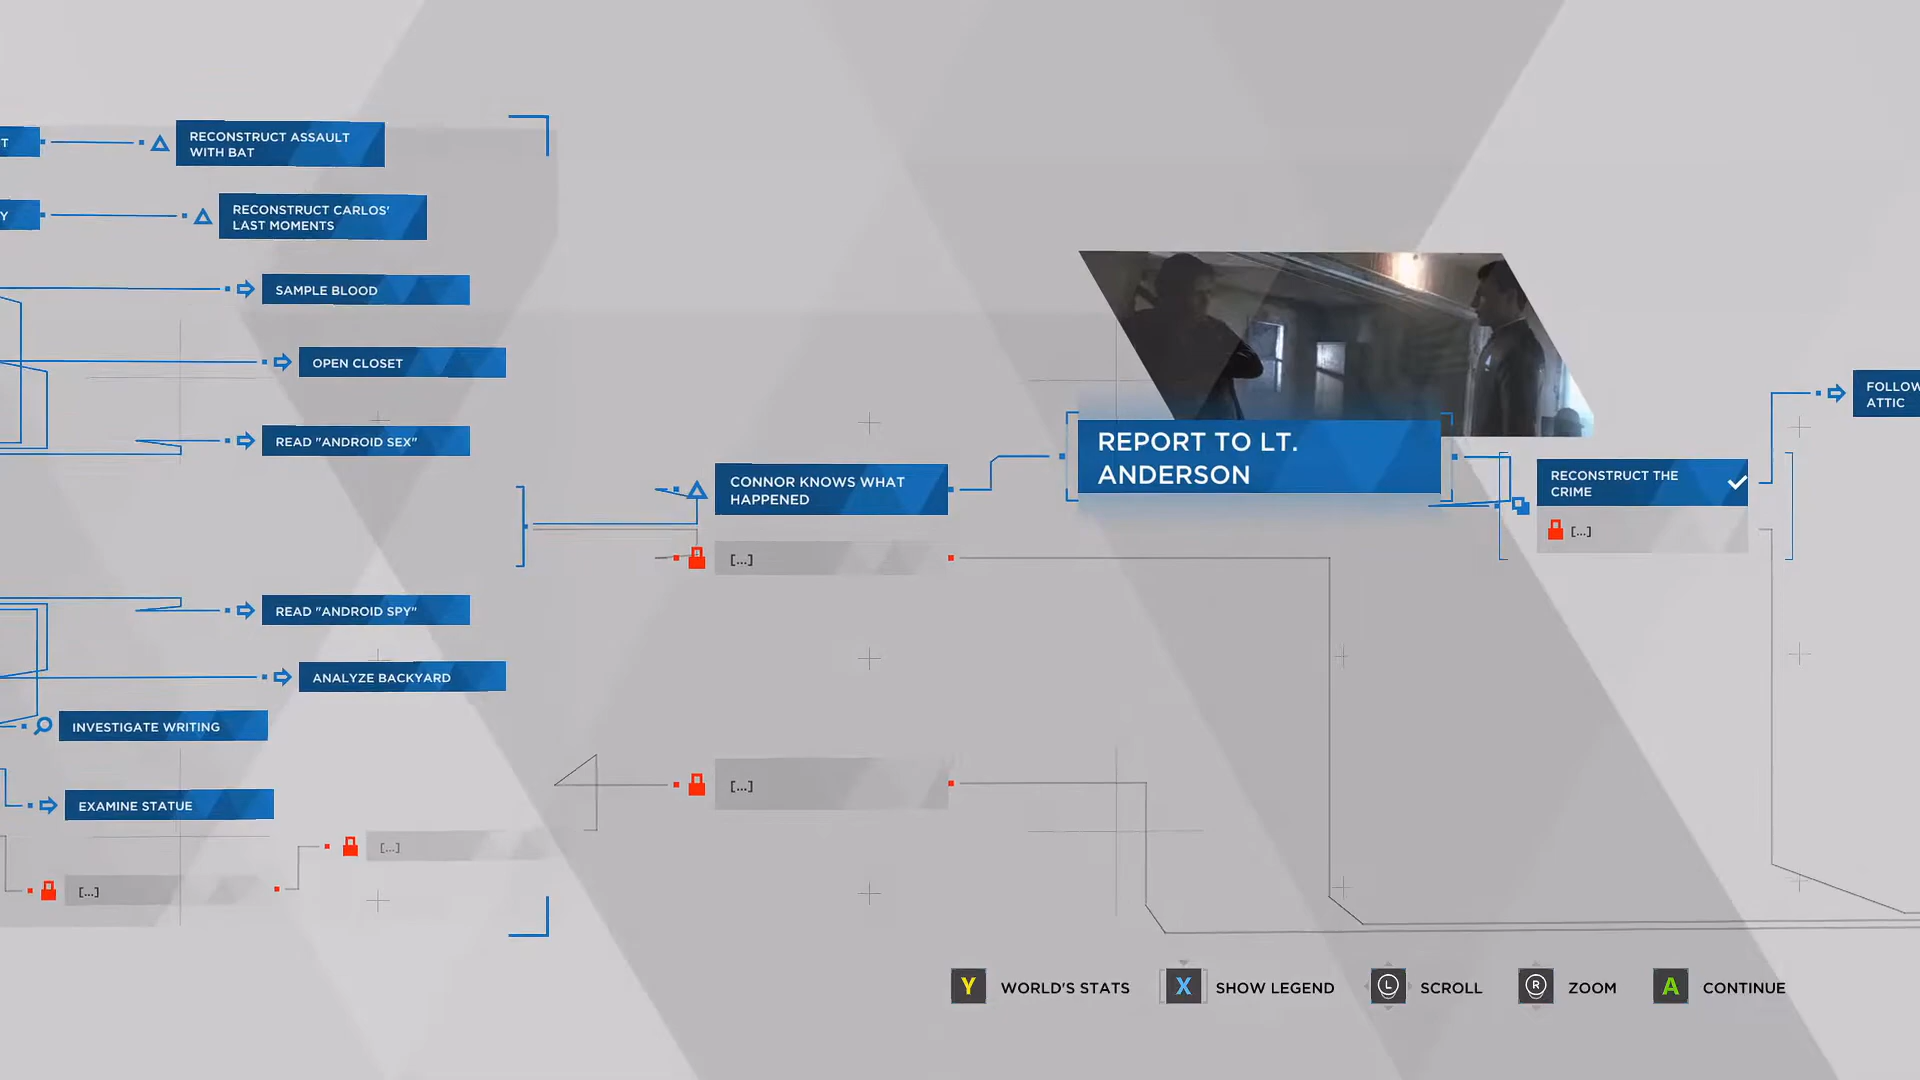 T
RECONSTRUCT ASSAULT
WITH BAT
Y
RECONSTRUCT CARLOS'
LAST MOMENTS
SAMPLE BLOOD
OPEN CLOSET
READ "ANDROID SEX"
READ "ANDROID SPY"
ANALYZE BACKYARD
INVESTIGATE WRITING
EXAMINE STATUE
[...]
[...]
CONNOR KNOWS WHAT
HAPPENED
[...]
[...]
REPORT TO LT.
ANDERSON
RECONSTRUCT THE
CRIME
[...]
FOLLOW
ATTIC
Y WORLD'S STATS
X SHOW LEGEND
L SCROLL
R ZOOM
A CONTINUE